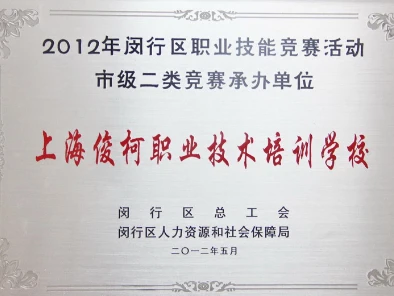 2012年闵行区职业技能竞赛活动
市级二类竞赛承办单位
上海俊柯职业技术培训学校
闵行区总工会
闵行区人力资源和社会保障局
二〇一二年五月